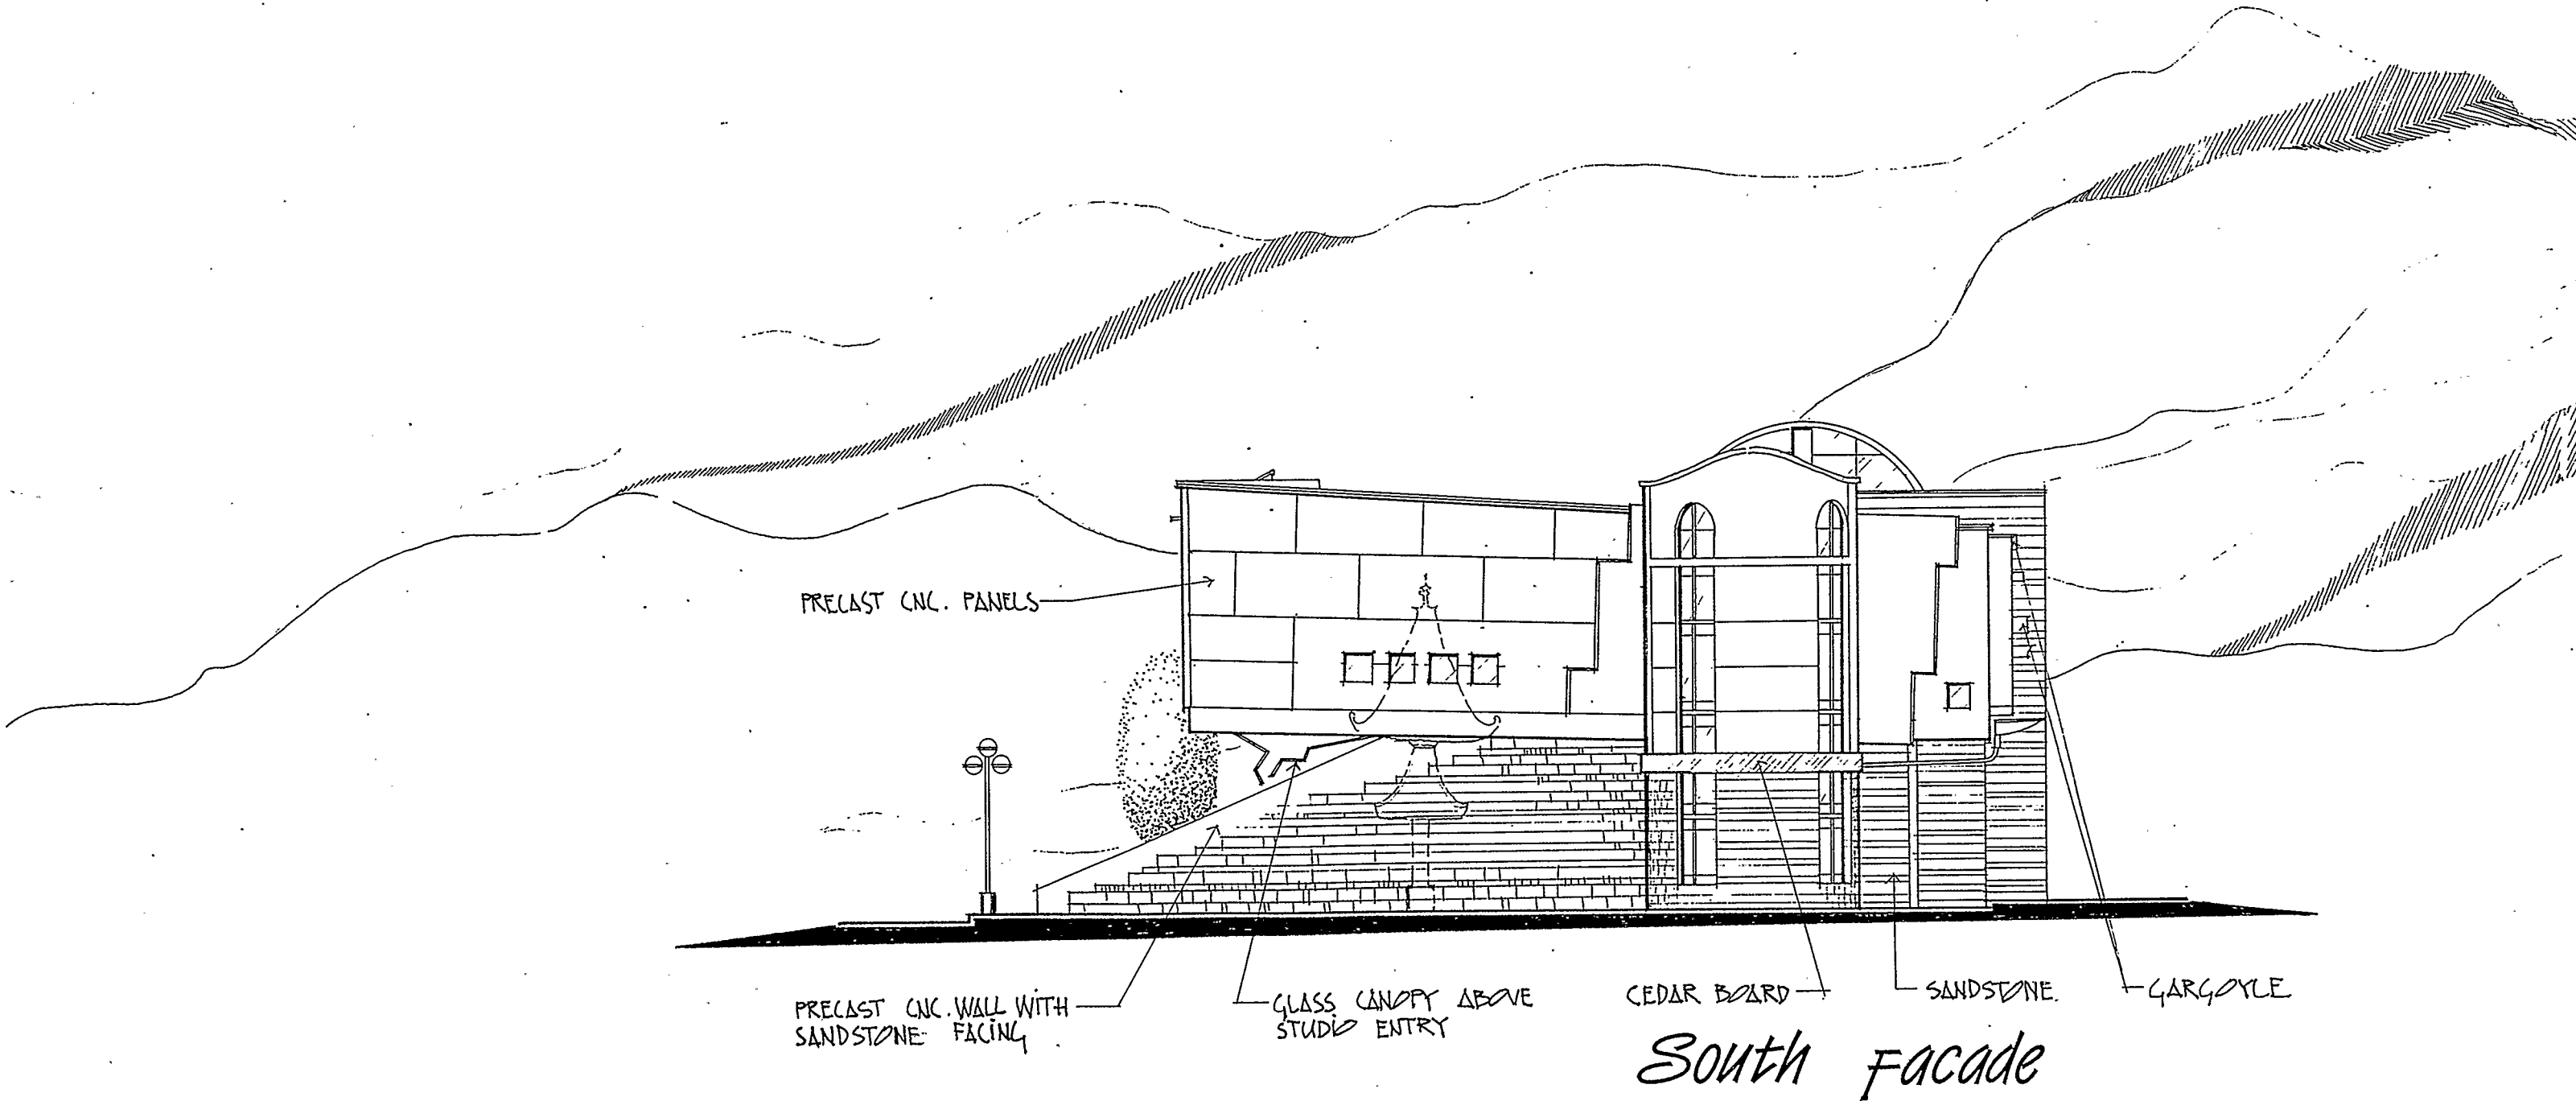 PRECAST CNC. PANELS
PRECAST CNC. WALL WITH
SANDSTONE FACING
GLASS CANOPY ABOVE
STUDIO ENTRY
CEDAR BOARD
SANDSTONE.
GARGOYLE
South Facade